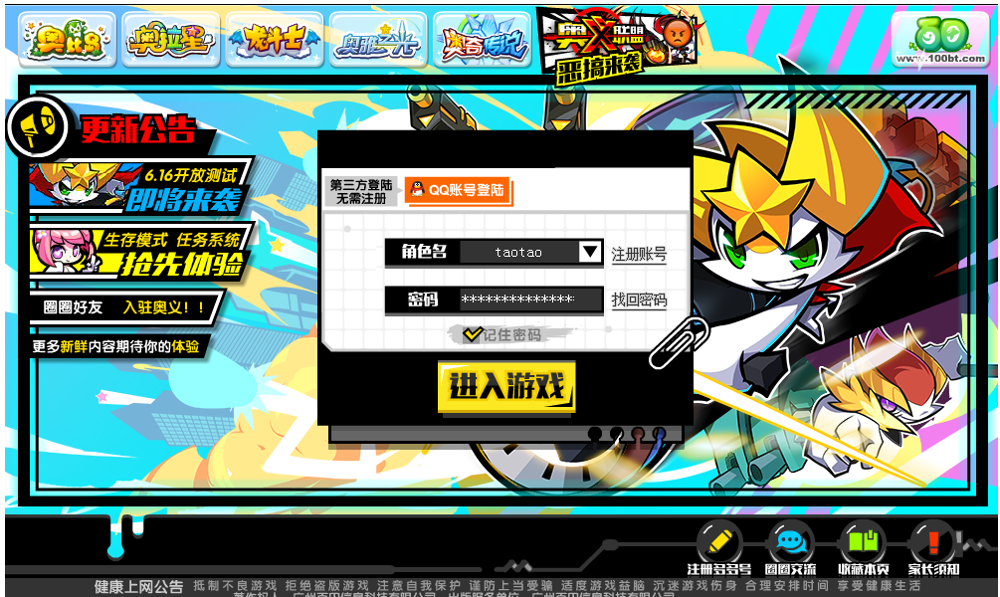 奥比岛
奥拉星
龙斗士
奥雅之光
奥奇传说
奥X联盟
恶搞来袭
www.100bt.com
更新公告
6.16开放测试
即将来袭
生存模式 任务系统
抢先体验
圈圈好友 入驻奥义！！
更多新鲜内容期待你的体验
第三方登陆
无需注册
QQ账号登陆
角色名 taotao 注册账号
密码 ************** 找回密码
记住密码
进入游戏
注册多多号 圈圈交流 收藏本页 家长须知
健康上网公告 抵制不良游戏 拒绝盗版游戏 注意自我保护 谨防上当受骗 适度游戏益脑 沉迷游戏伤身 合理安排时间 享受健康生活
著作权人：广州百田信息科技有限公司 出版服务单位：广州百田信息科技有限公司